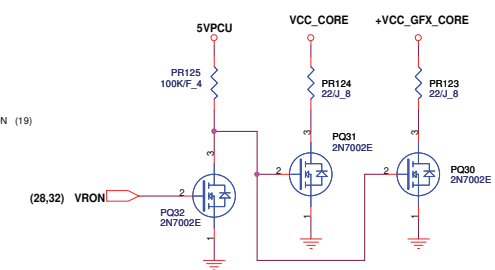 5VPCU
VCC_CORE
+VCC_GFX_CORE
PR125
100K/F_4
PR124
22/J_8
PR123
22/J_8
N (19)
3
3
3
PQ31
2N7002E
2
2
PQ30
2N7002E
(28,32) VRON
2
PQ32
2N7002E
1
1
1